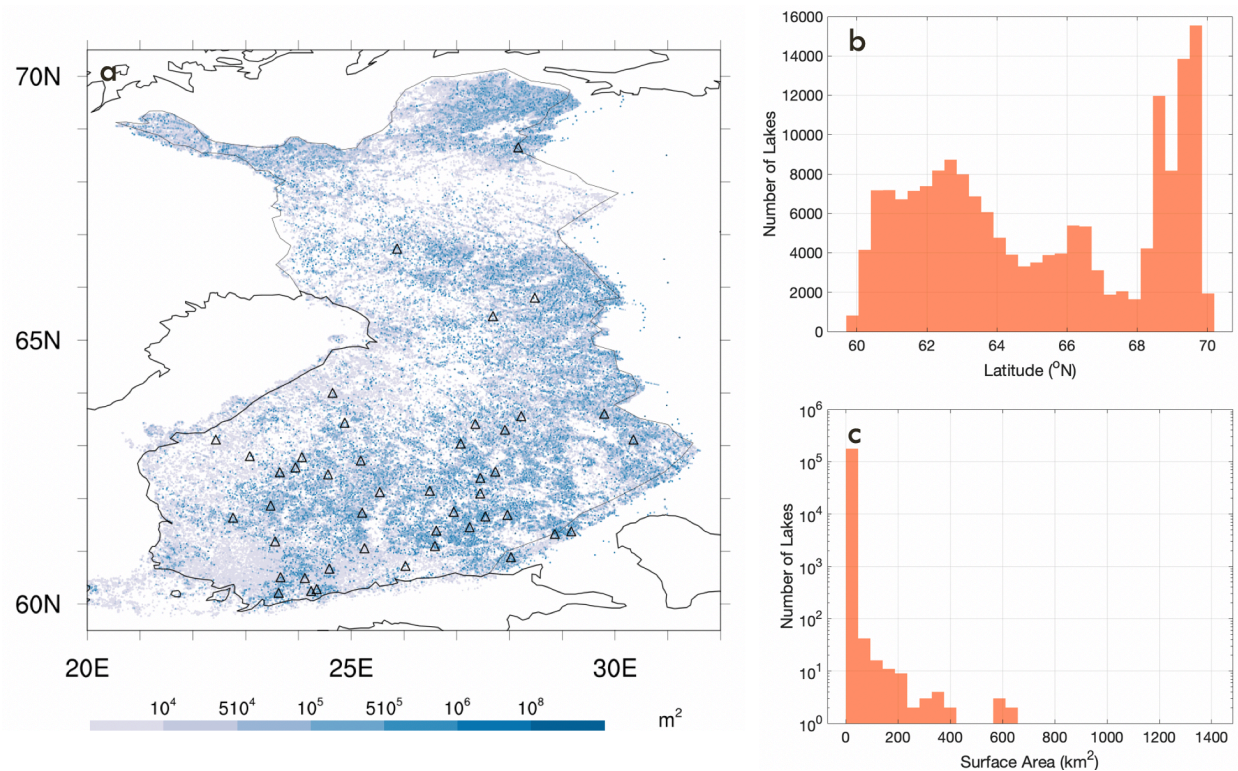 a
70N
65N
60N
20E
25E
30E
10⁴
510⁴
10⁵
510⁵
10⁶
10⁸
m²
b
16000
14000
12000
10000
8000
6000
4000
2000
0
Number of Lakes
60
62
64
66
68
70
Latitude (ᵒN)
c
10⁶
10⁵
10⁴
10³
10²
10¹
10⁰
Number of Lakes
0
200
400
600
800
1000
1200
1400
Surface Area (km²)